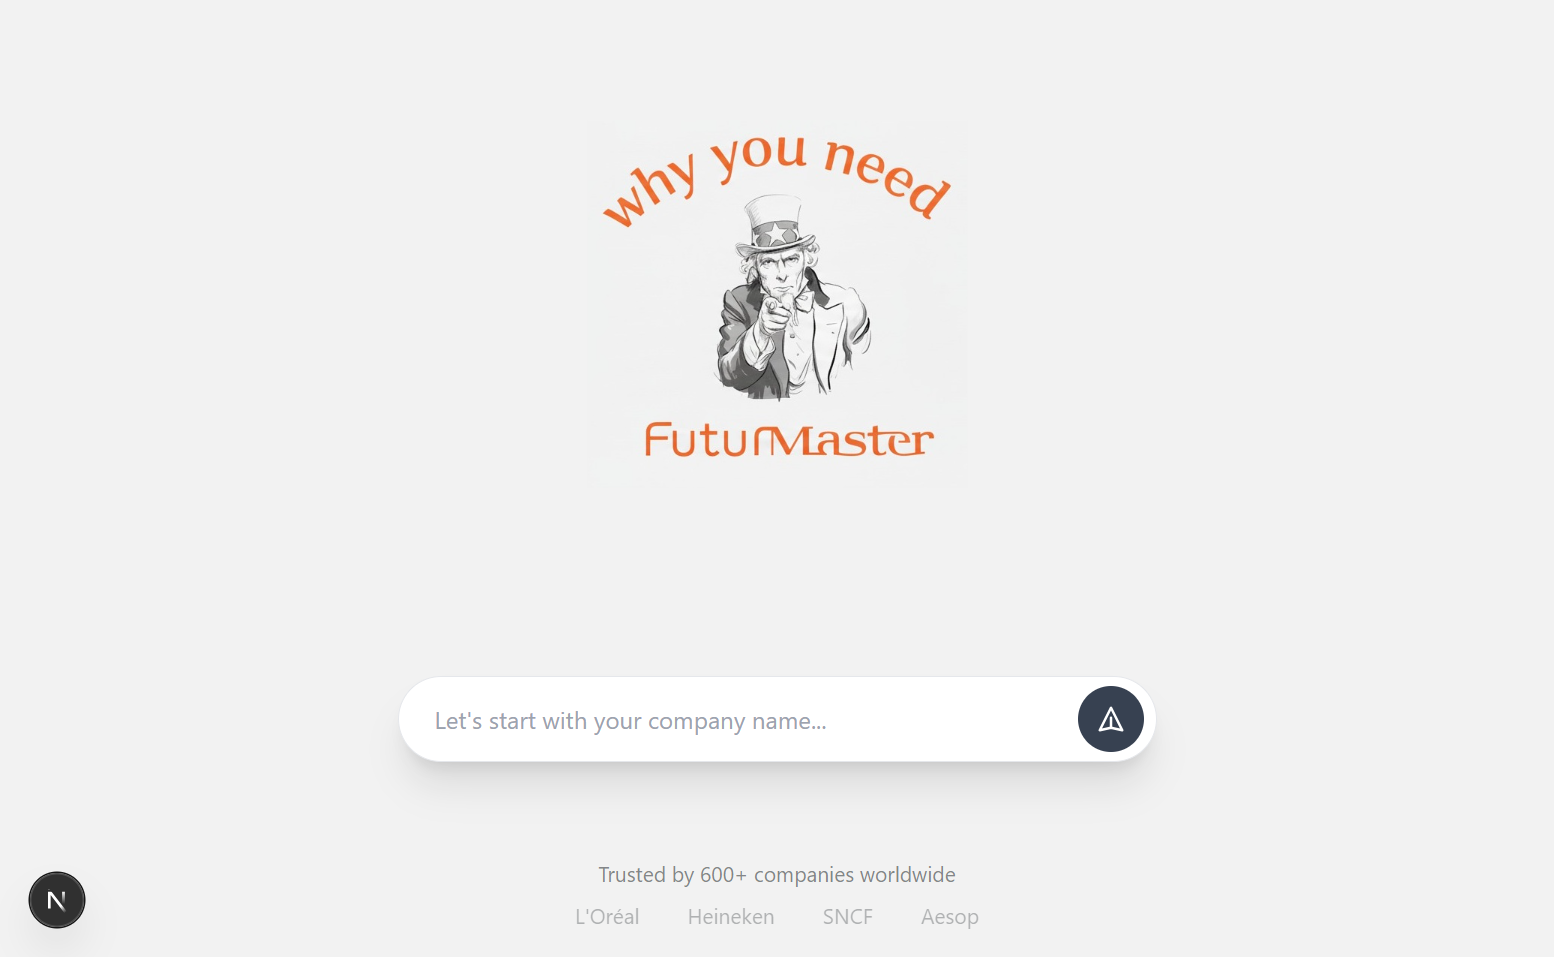 why you need
FuturMaster
Let's start with your company name...
Trusted by 600+ companies worldwide
L'Oréal Heineken SNCF Aesop
N